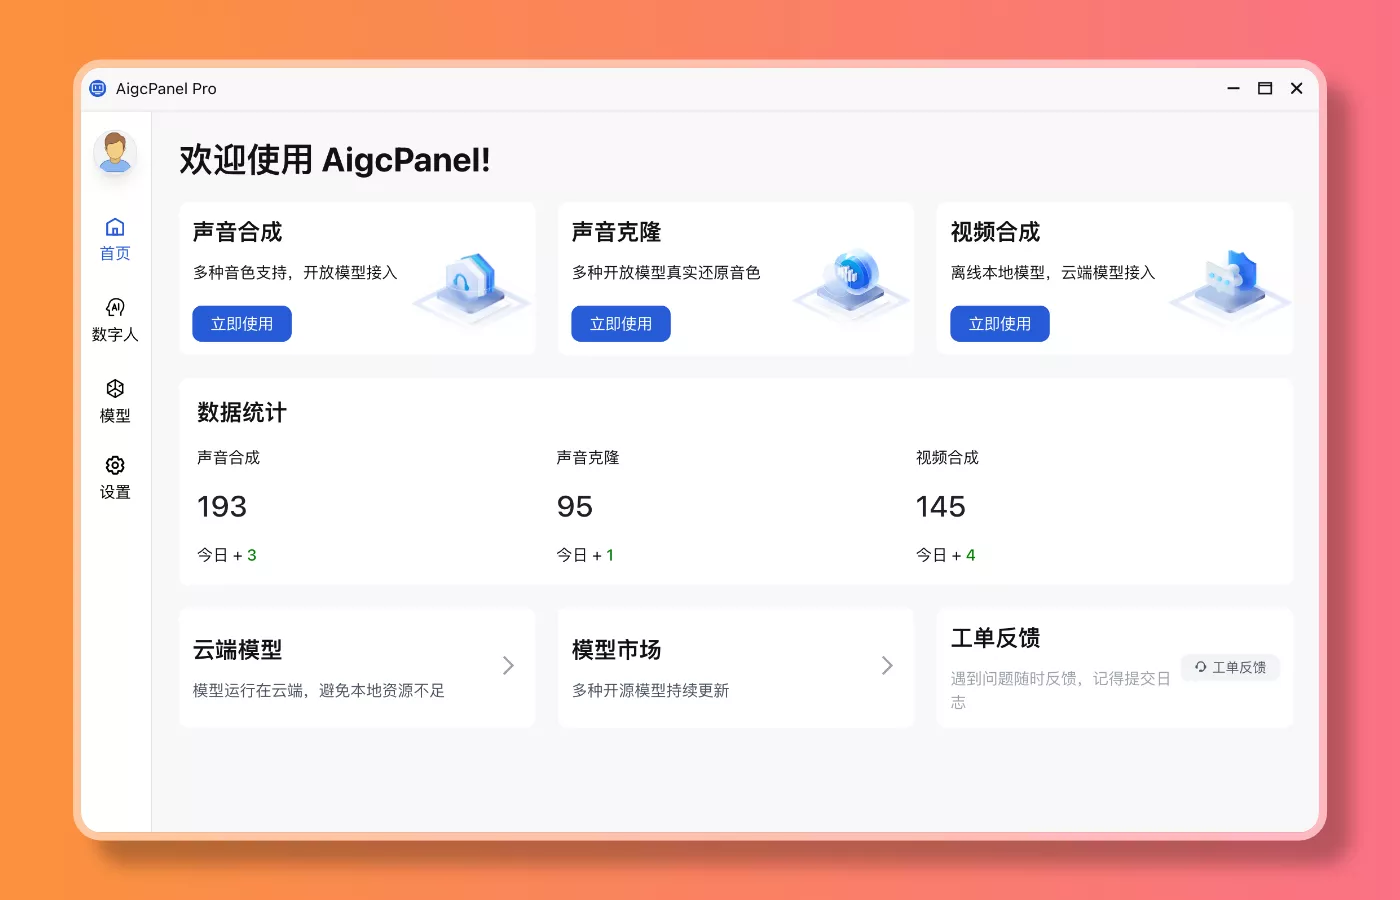 AigcPanel Pro
首页
数字人
模型
设置
欢迎使用 AigcPanel!
声音合成
多种音色支持，开放模型接入
立即使用
声音克隆
多种开放模型真实还原音色
立即使用
视频合成
离线本地模型，云端模型接入
立即使用
数据统计
声音合成
193
今日 + 3
声音克隆
95
今日 + 1
视频合成
145
今日 + 4
云端模型
模型运行在云端，避免本地资源不足
模型市场
多种开源模型持续更新
工单反馈
遇到问题随时反馈，记得提交日
志
工单反馈